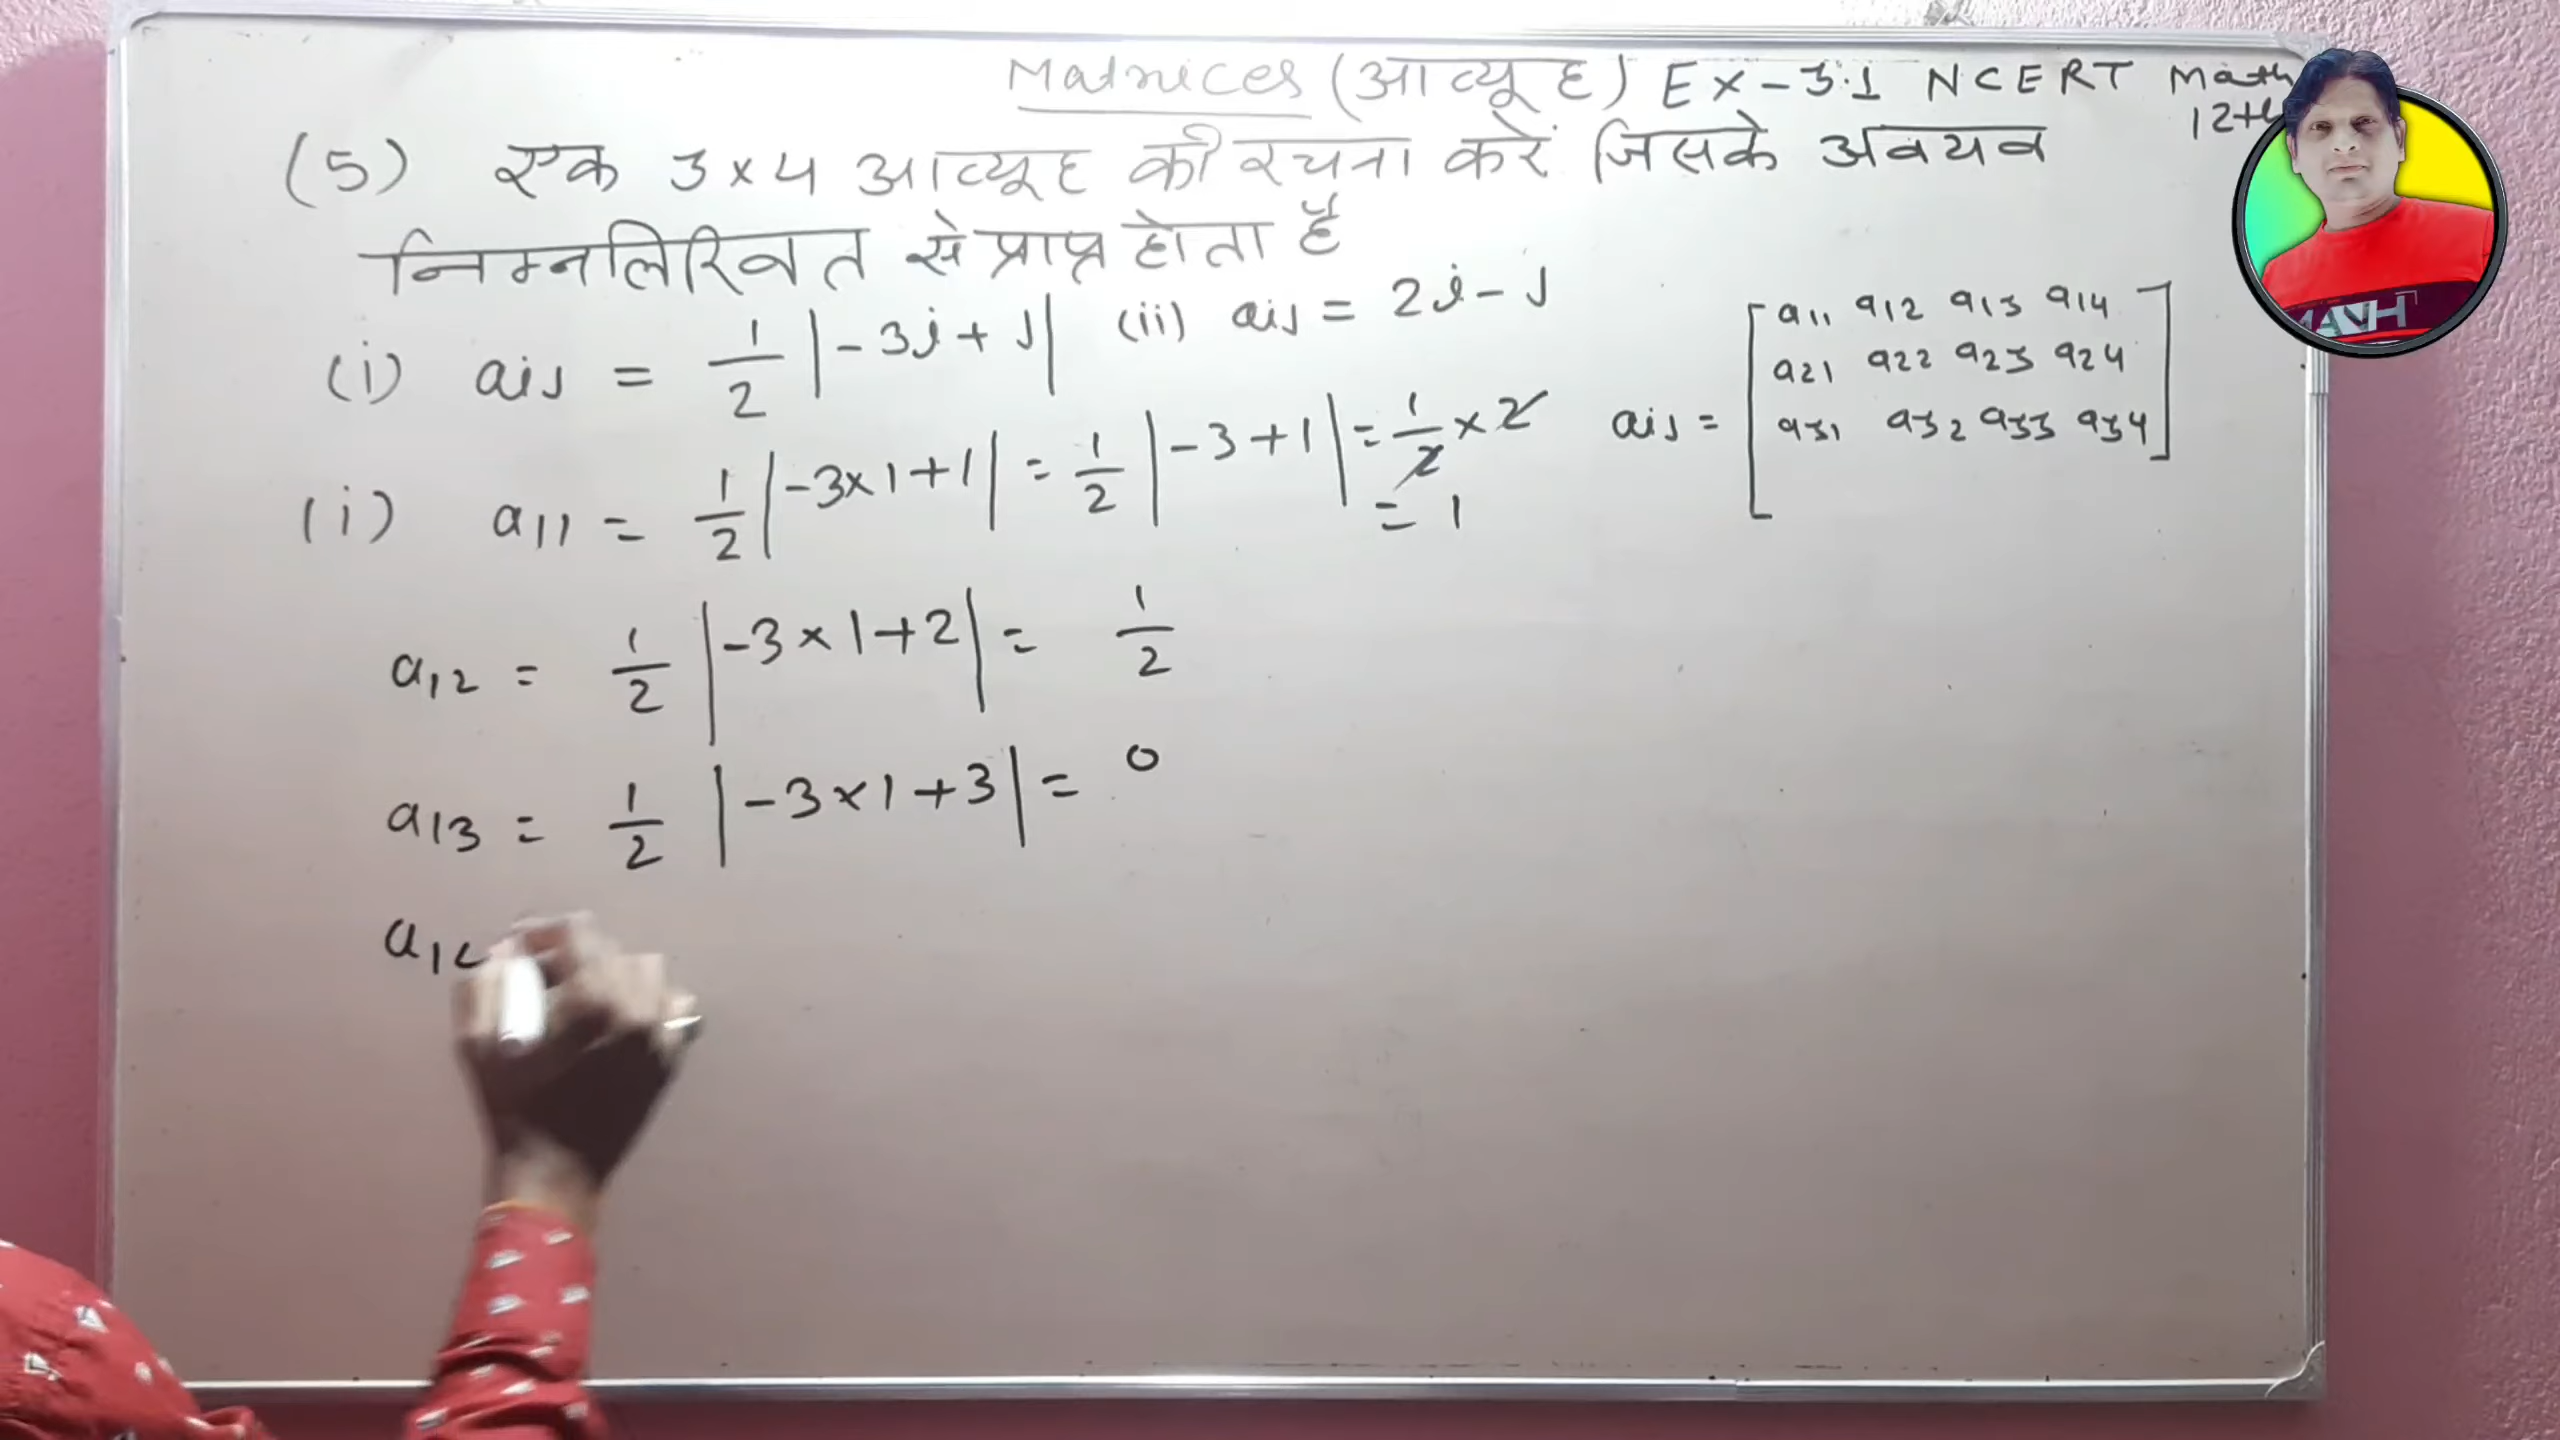 Matrices (आव्यूह) EX-3.1 NCERT Math
12th
(5) एक 3×4 आव्यूह की रचना करें जिसके अवयव
निम्नलिखित से प्राप्त होता है
(i) aij = 1/2 |-3i + j| (ii) aij = 2i - j
aij = [a11 a12 a13 a14
a21 a22 a23 a24
a31 a32 a33 a34]
(i) a11 = 1/2 |-3×1+1| = 1/2 |-3+1| = 1/2 × 2
= 1
a12 = 1/2 |-3×1+2| = 1/2
a13 = 1/2 |-3×1+3| = 0